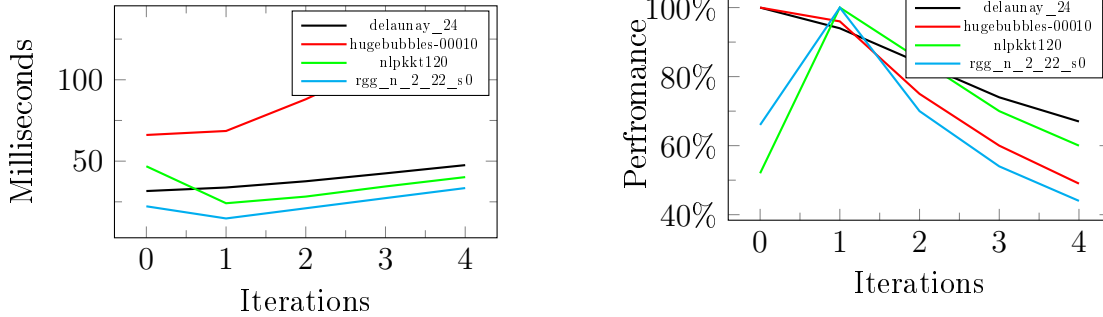 Milliseconds
100
50
0 1 2 3 4
Iterations
delaunay_24
hugebubbles-00010
nlpkkt120
rgg_n_2_22_s0
Perfromance
100%
80%
60%
40%
0 1 2 3 4
Iterations
delaunay_24
hugebubbles-00010
nlpkkt120
rgg_n_2_22_s0